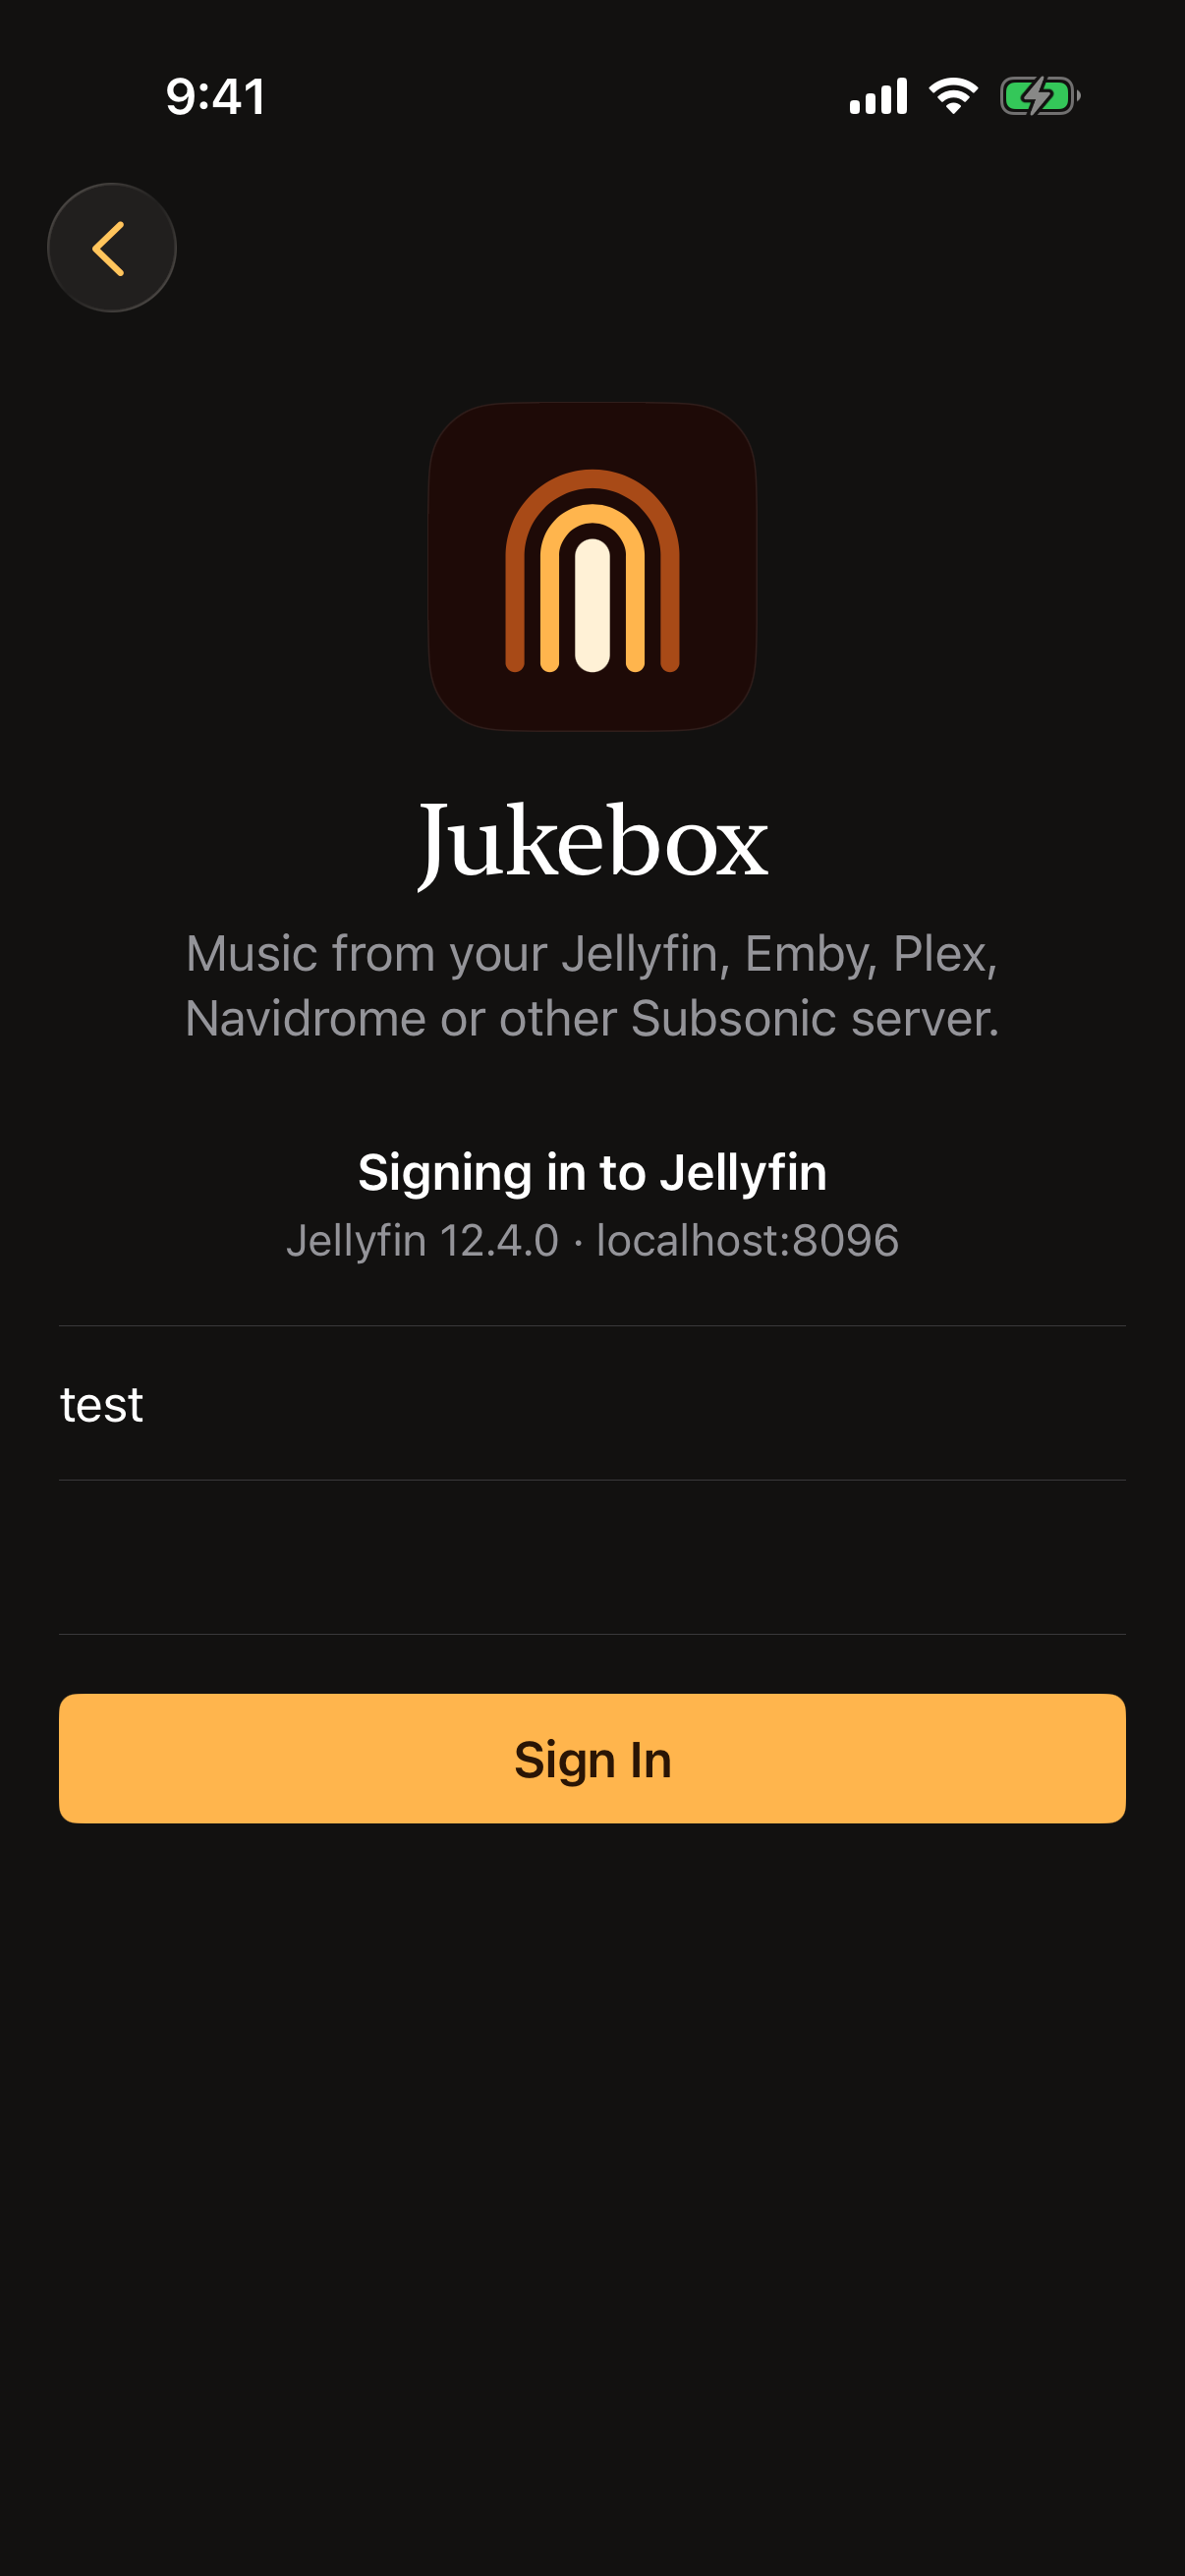 9:41
Jukebox
Music from your Jellyfin, Emby, Plex,
Navidrome or other Subsonic server.
Signing in to Jellyfin
Jellyfin 12.4.0 · localhost:8096
test
Sign In